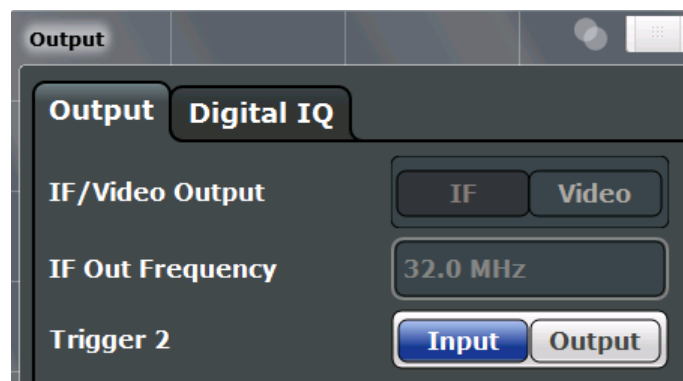 Output
Output Digital IQ
IF/Video Output IF Video
IF Out Frequency 32.0 MHz
Trigger 2 Input Output